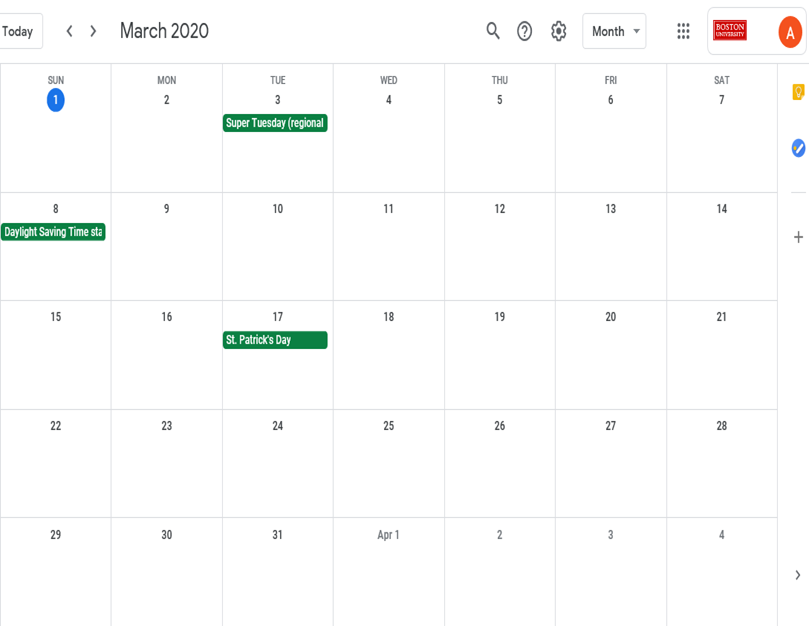 Today March 2020 Month BOSTON A
UNIVERSITY
SUN MON TUE WED THU FRI SAT
1 2 3 4 5 6 7
Super Tuesday (regional
8 9 10 11 12 13 14
Daylight Saving Time sta
15 16 17 18 19 20 21
St. Patrick's Day
22 23 24 25 26 27 28
29 30 31 Apr 1 2 3 4